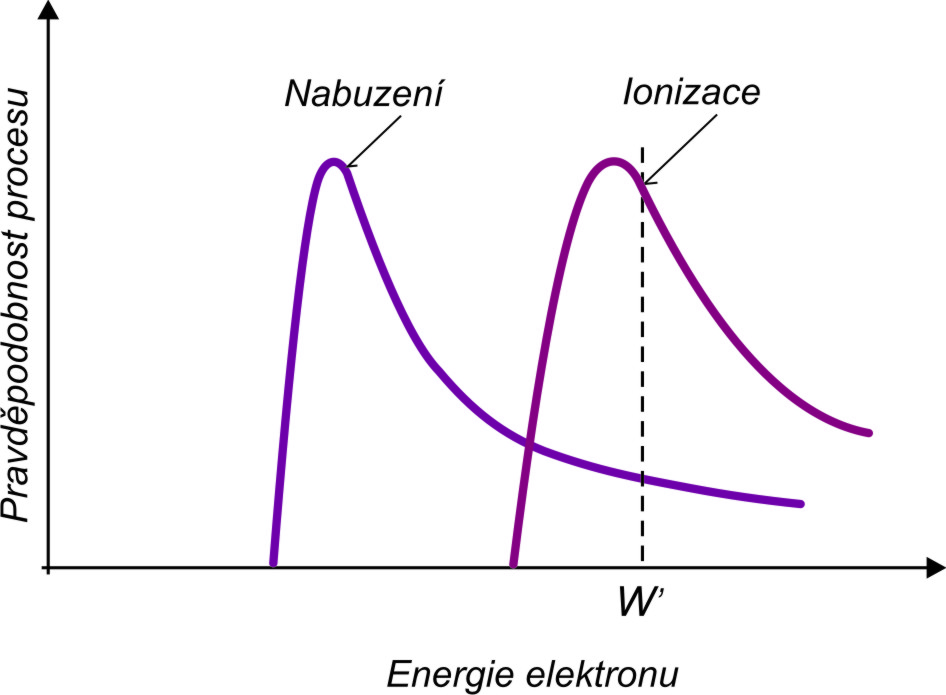 Nabuzení
Ionizace
Pravděpodobnost procesu
W’
Energie elektronu